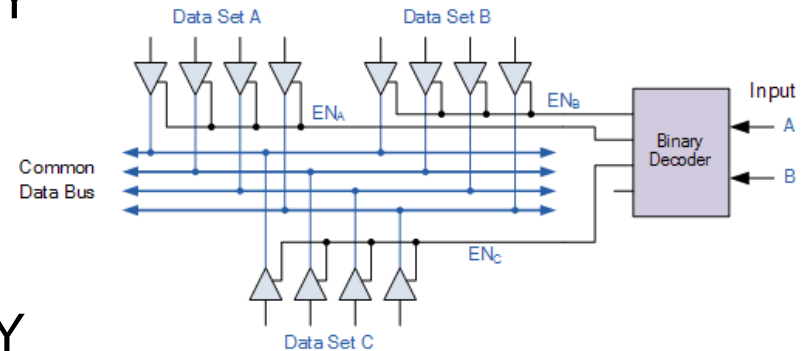 Y
Data Set A
Data Set B
ENA
ENB
Input
A
Binary
Decoder
B
Common
Data Bus
ENC
Data Set C
Y